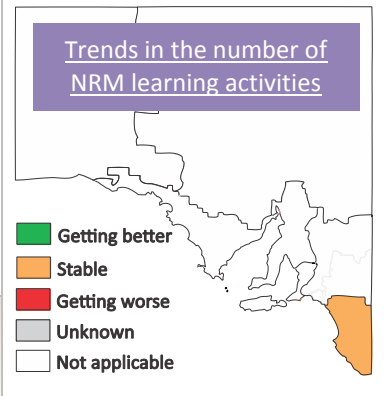 Trends in the number of
NRM learning activities
Getting better
Stable
Getting worse
Unknown
Not applicable